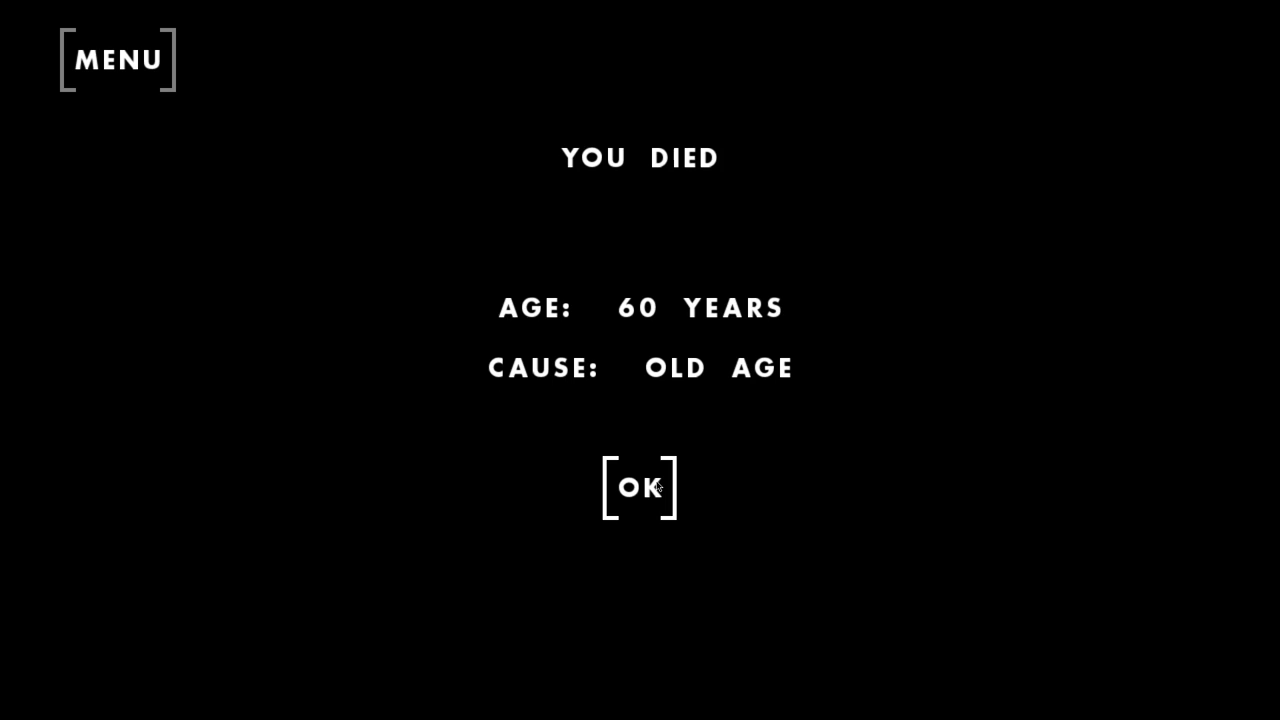 MENU
YOU DIED
AGE: 60 YEARS
CAUSE: OLD AGE
OK